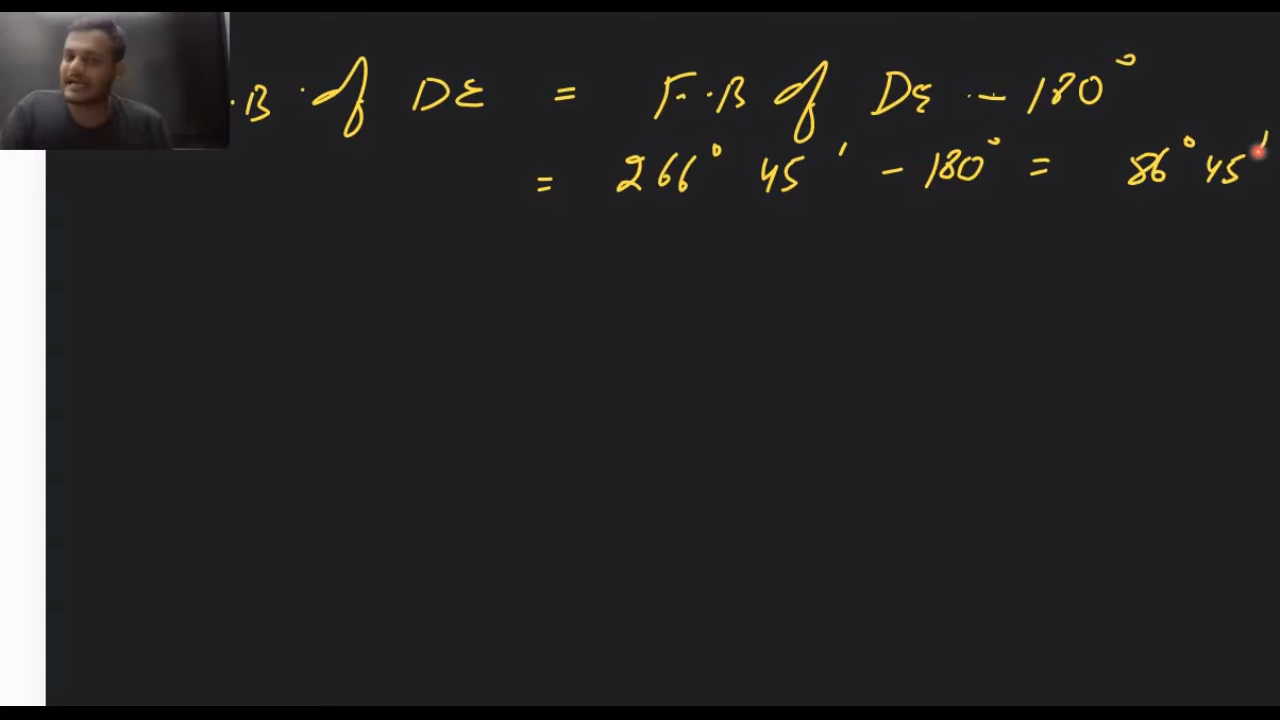 .B. of DE = F.B of DE - 180°
= 266° 45' - 180° = 86° 45'